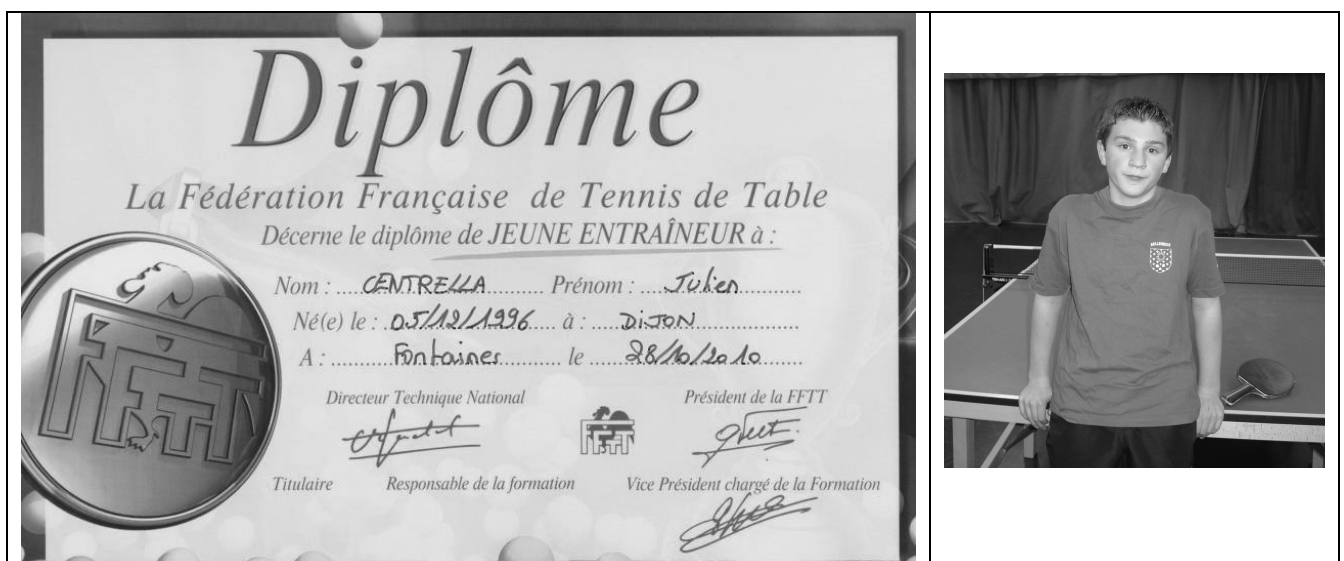 Diplôme
La Fédération Française de Tennis de Table
Décerne le diplôme de JEUNE ENTRAÎNEUR à :
Nom : CENTRELLA Prénom : Julien
Né(e) le : 05/12/1996 à : DIJON
A : Fontaines le 28/10/2010
Directeur Technique National Président de la FFTT
FFTT
FFTT
Titulaire Responsable de la formation Vice Président chargé de la Formation